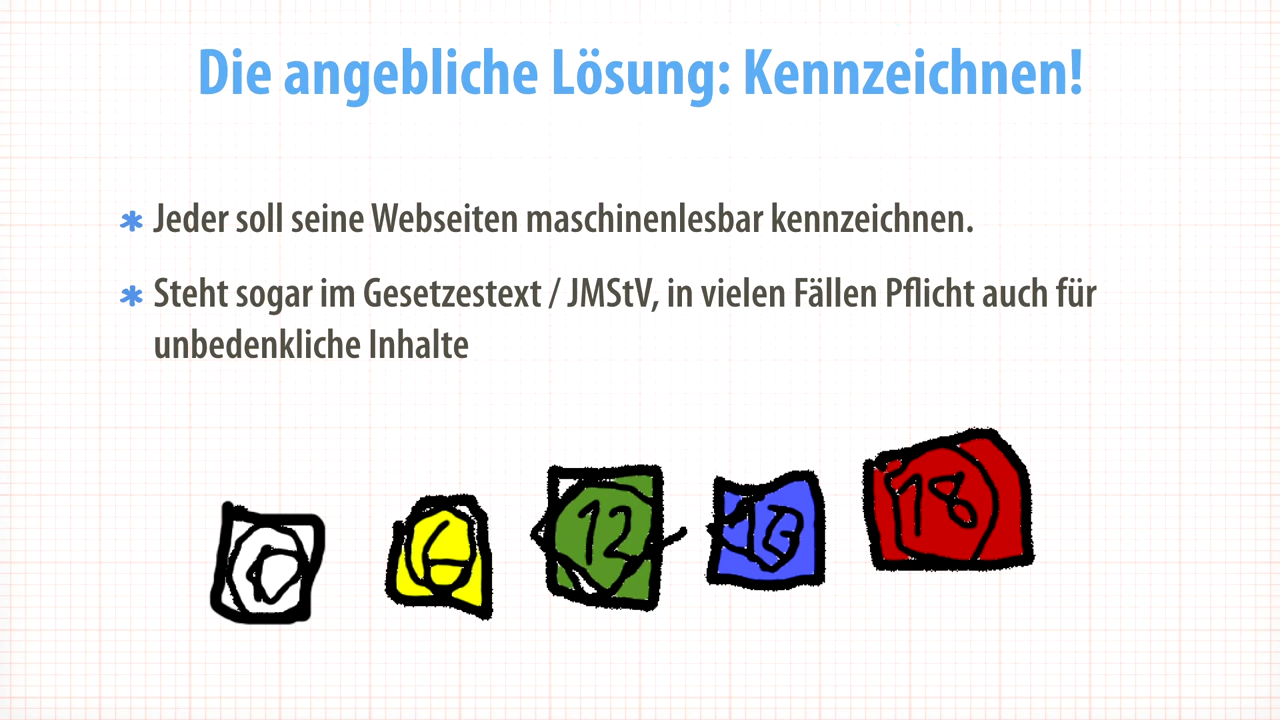 Die angebliche Lösung: Kennzeichnen!
Jeder soll seine Webseiten maschinenlesbar kennzeichnen.
Steht sogar im Gesetzestext / JMStV, in vielen Fällen Pflicht auch für
unbedenkliche Inhalte
0 6 12 16 18